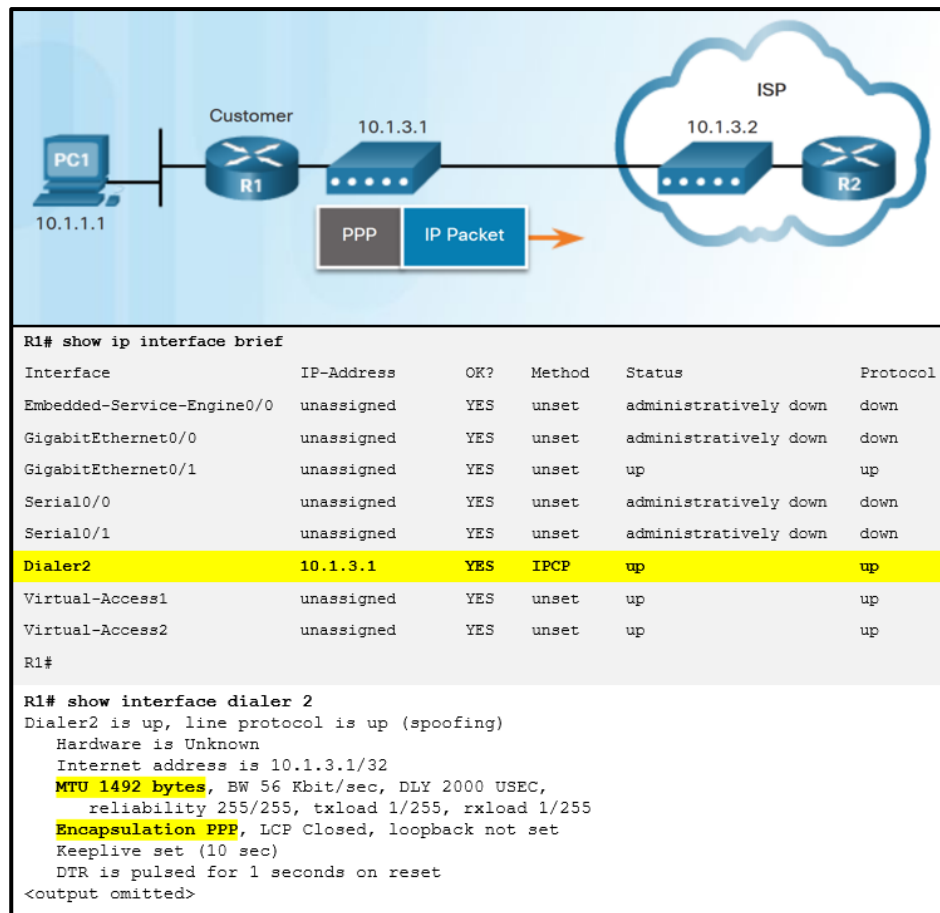 ISP
Customer
10.1.3.1
10.1.3.2
PC1
R1
R2
10.1.1.1
PPP
IP Packet
R1# show ip interface brief
Interface IP-Address OK? Method Status Protocol
Embedded-Service-Engine0/0 unassigned YES unset administratively down down
GigabitEthernet0/0 unassigned YES unset administratively down down
GigabitEthernet0/1 unassigned YES unset up up
Serial0/0 unassigned YES unset administratively down down
Serial0/1 unassigned YES unset administratively down down
Dialer2 10.1.3.1 YES IPCP up up
Virtual-Access1 unassigned YES unset up up
Virtual-Access2 unassigned YES unset up up
R1#
R1# show interface dialer 2
Dialer2 is up, line protocol is up (spoofing)
Hardware is Unknown
Internet address is 10.1.3.1/32
MTU 1492 bytes, BW 56 Kbit/sec, DLY 2000 USEC,
reliability 255/255, txload 1/255, rxload 1/255
Encapsulation PPP, LCP Closed, loopback not set
Keeplive set (10 sec)
DTR is pulsed for 1 seconds on reset
<output omitted>